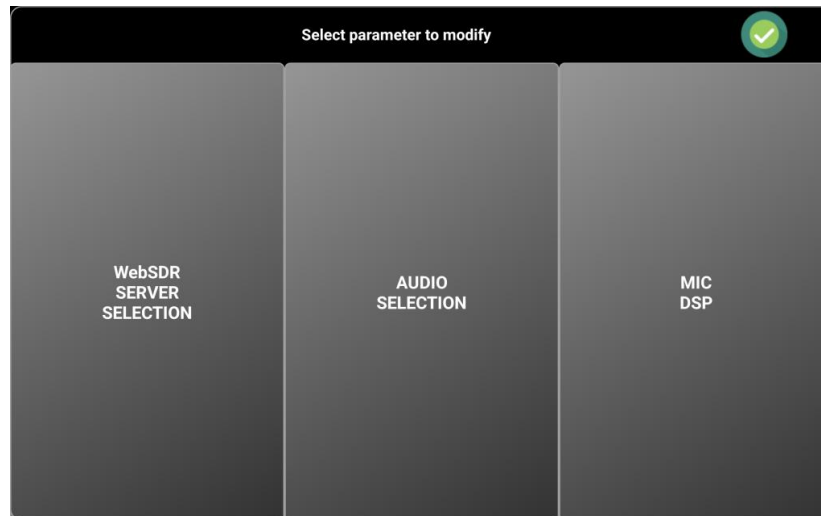 Select parameter to modify
WebSDR
SERVER
SELECTION
AUDIO
SELECTION
MIC
DSP